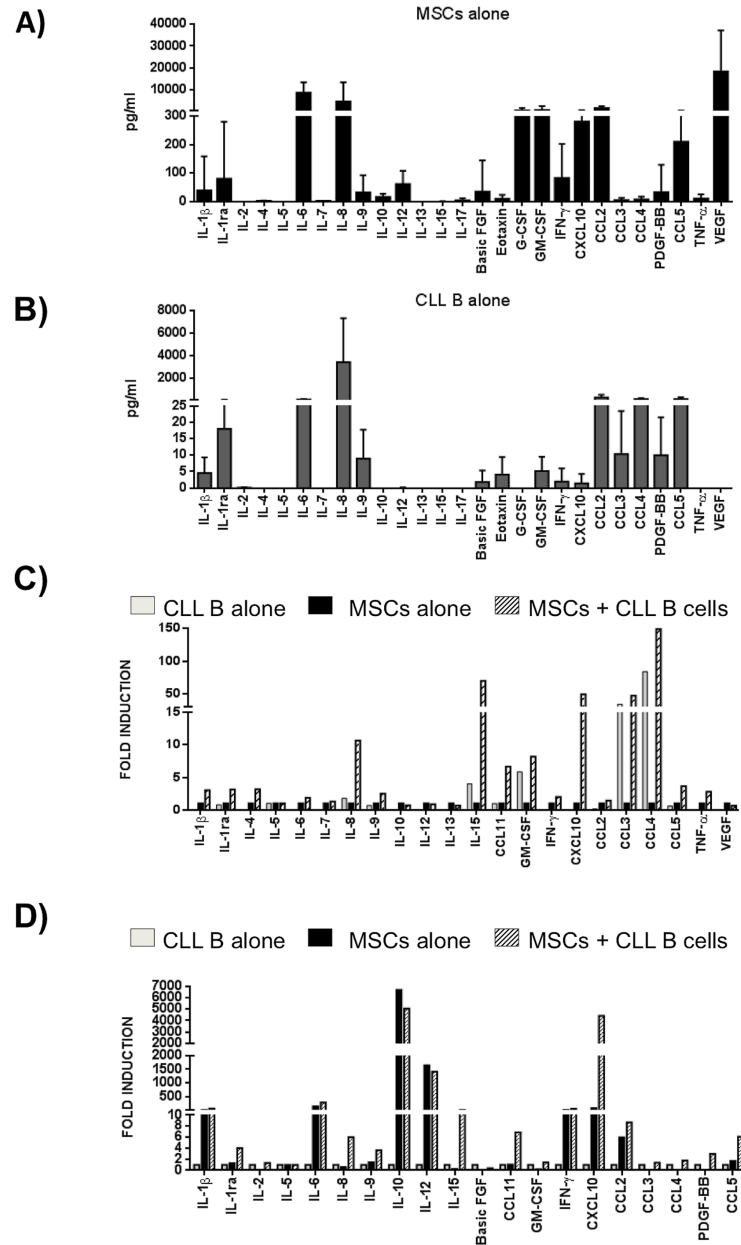 A)
MSCs alone
pg/ml
40000
30000
20000
10000
300
200
100
0
IL-1β IL-1ra IL-2 IL-4 IL-5 IL-6 IL-7 IL-8 IL-9 IL-10 IL-12 IL-13 IL-15 IL-17 Basic FGF Eotaxin G-CSF GM-CSF IFN-γ CXCL10 CCL2 CCL3 CCL4 PDGF-BB CCL5 TNF-α VEGF
B)
CLL B alone
pg/ml
8000
6000
4000
2000
25
20
15
10
5
0
IL-1β IL-1ra IL-2 IL-4 IL-5 IL-6 IL-7 IL-8 IL-9 IL-10 IL-12 IL-13 IL-15 IL-17 Basic FGF Eotaxin G-CSF GM-CSF IFN-γ CXCL10 CCL2 CCL3 CCL4 PDGF-BB CCL5 TNF-α VEGF
C)
CLL B alone MSCs alone MSCs + CLL B cells
FOLD INDUCTION
150
100
50
15
10
5
0
IL-1β IL-1ra IL-4 IL-5 IL-6 IL-7 IL-8 IL-9 IL-10 IL-12 IL-13 IL-15 CCL11 GM-CSF IFN-γ CXCL10 CCL2 CCL3 CCL4 CCL5 TNF-α VEGF
D)
CLL B alone MSCs alone MSCs + CLL B cells
FOLD INDUCTION
7000
6000
5000
4000
3000
2000
2000
1500
1000
500
10
8
6
4
2
0
IL-1β IL-1ra IL-2 IL-5 IL-6 IL-8 IL-9 IL-10 IL-12 IL-15 Basic FGF CCL11 GM-CSF IFN-γ CXCL10 CCL2 CCL3 CCL4 PDGF-BB CCL5